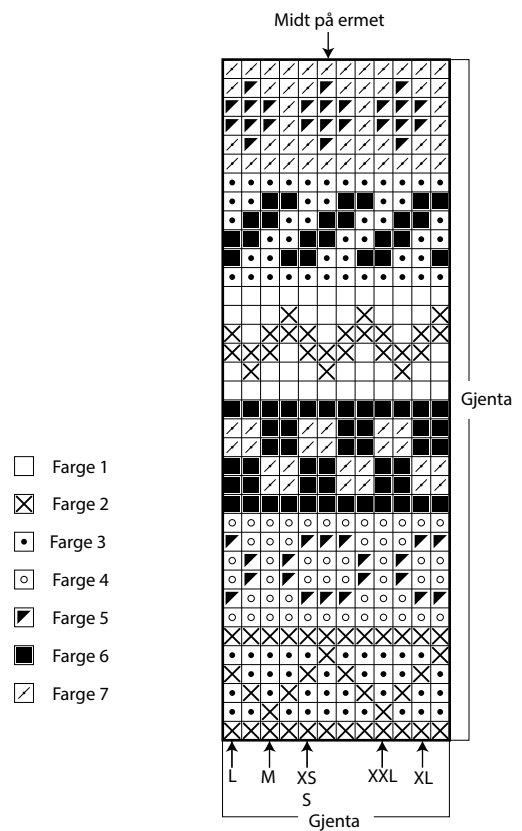 Midt på ermet
Gjenta
Farge 1
Farge 2
Farge 3
Farge 4
Farge 5
Farge 6
Farge 7
L M XS XXL XL
S
Gjenta